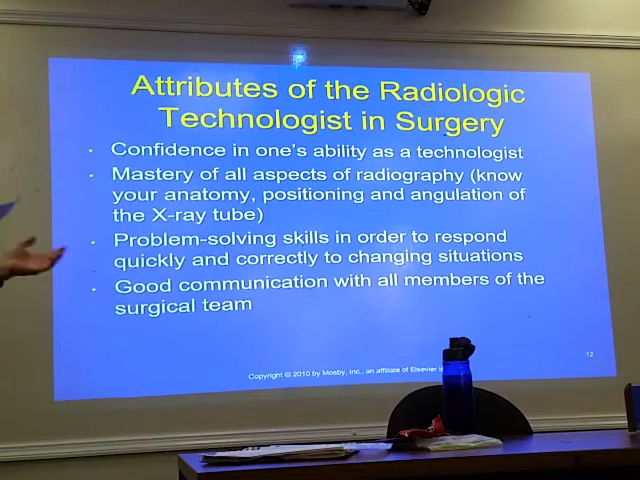 Attributes of the Radiologic
Technologist in Surgery
• Confidence in one's ability as a technologist
• Mastery of all aspects of radiography (know
your anatomy, positioning and angulation of
the X-ray tube)
• Problem-solving skills in order to respond
quickly and correctly to changing situations
• Good communication with all members of the
surgical team
12
Copyright © 2010 by Mosby, Inc., an affiliate of Elsevier